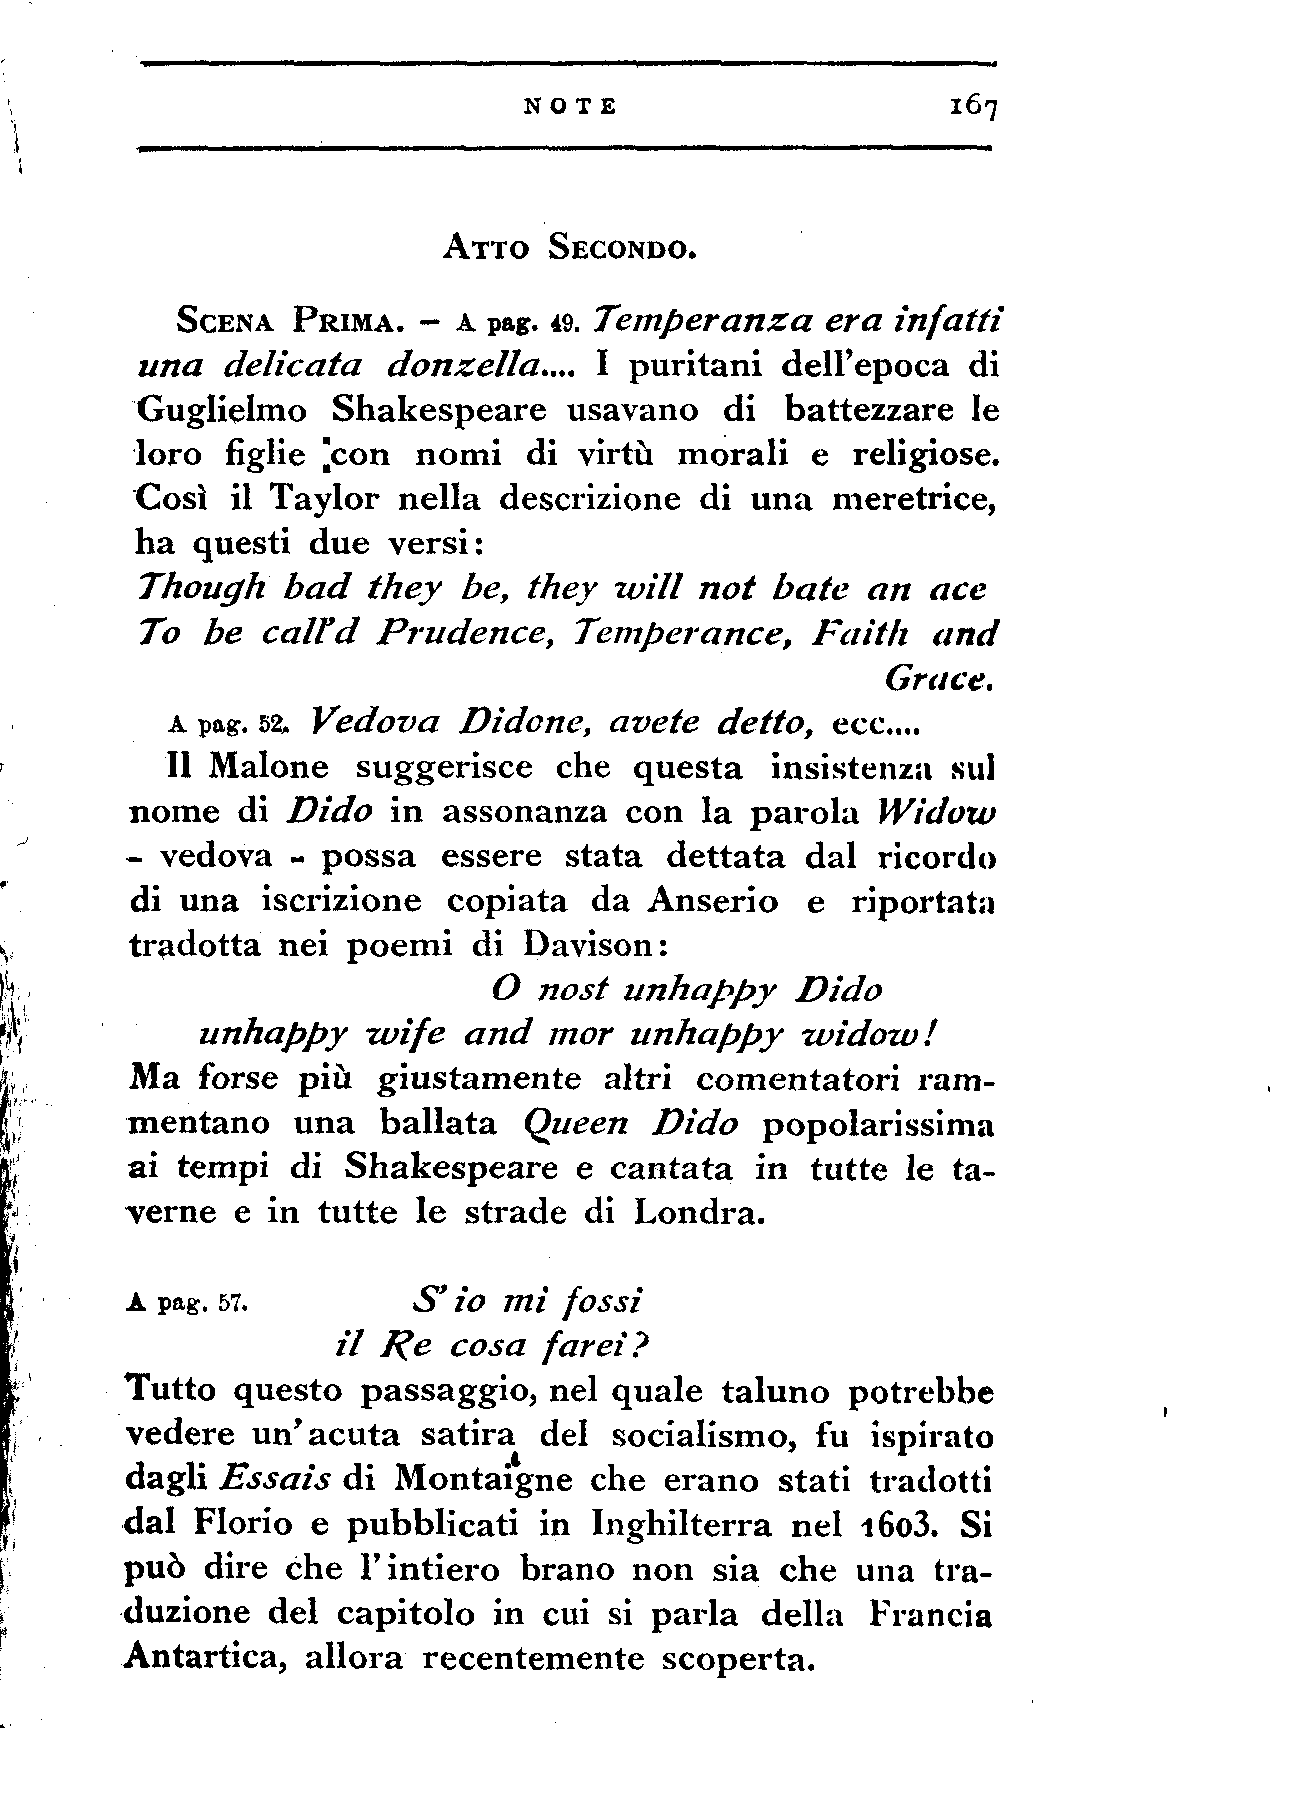 NOTE 167
ATTO SECONDO.
SCENA PRIMA. – A pag. 49. Temperanza era infatti
una delicata donzella.... I puritani dell'epoca di
Guglielmo Shakespeare usavano di battezzare le
loro figlie con nomi di virtù morali e religiose.
Così il Taylor nella descrizione di una meretrice,
ha questi due versi:
Though bad they be, they will not bate an ace
To be call'd Prudence, Temperance, Faith and
Grace.
A pag. 52. Vedova Didone, avete detto, ecc....
Il Malone suggerisce che questa insistenza sul
nome di Dido in assonanza con la parola Widow
- vedova - possa essere stata dettata dal ricordo
di una iscrizione copiata da Anserio e riportata
tradotta nei poemi di Davison:
O nost unhappy Dido
unhappy wife and mor unhappy widow!
Ma forse più giustamente altri comentatori ram-
mentano una ballata Queen Dido popolarissima
ai tempi di Shakespeare e cantata in tutte le ta-
verne e in tutte le strade di Londra.
A pag. 57. S'io mi fossi
il Re cosa farei?
Tutto questo passaggio, nel quale taluno potrebbe
vedere un'acuta satira del socialismo, fu ispirato
dagli Essais di Montaigne che erano stati tradotti
dal Florio e pubblicati in Inghilterra nel 1603. Si
può dire che l'intiero brano non sia che una tra-
duzione del capitolo in cui si parla della Francia
Antartica, allora recentemente scoperta.